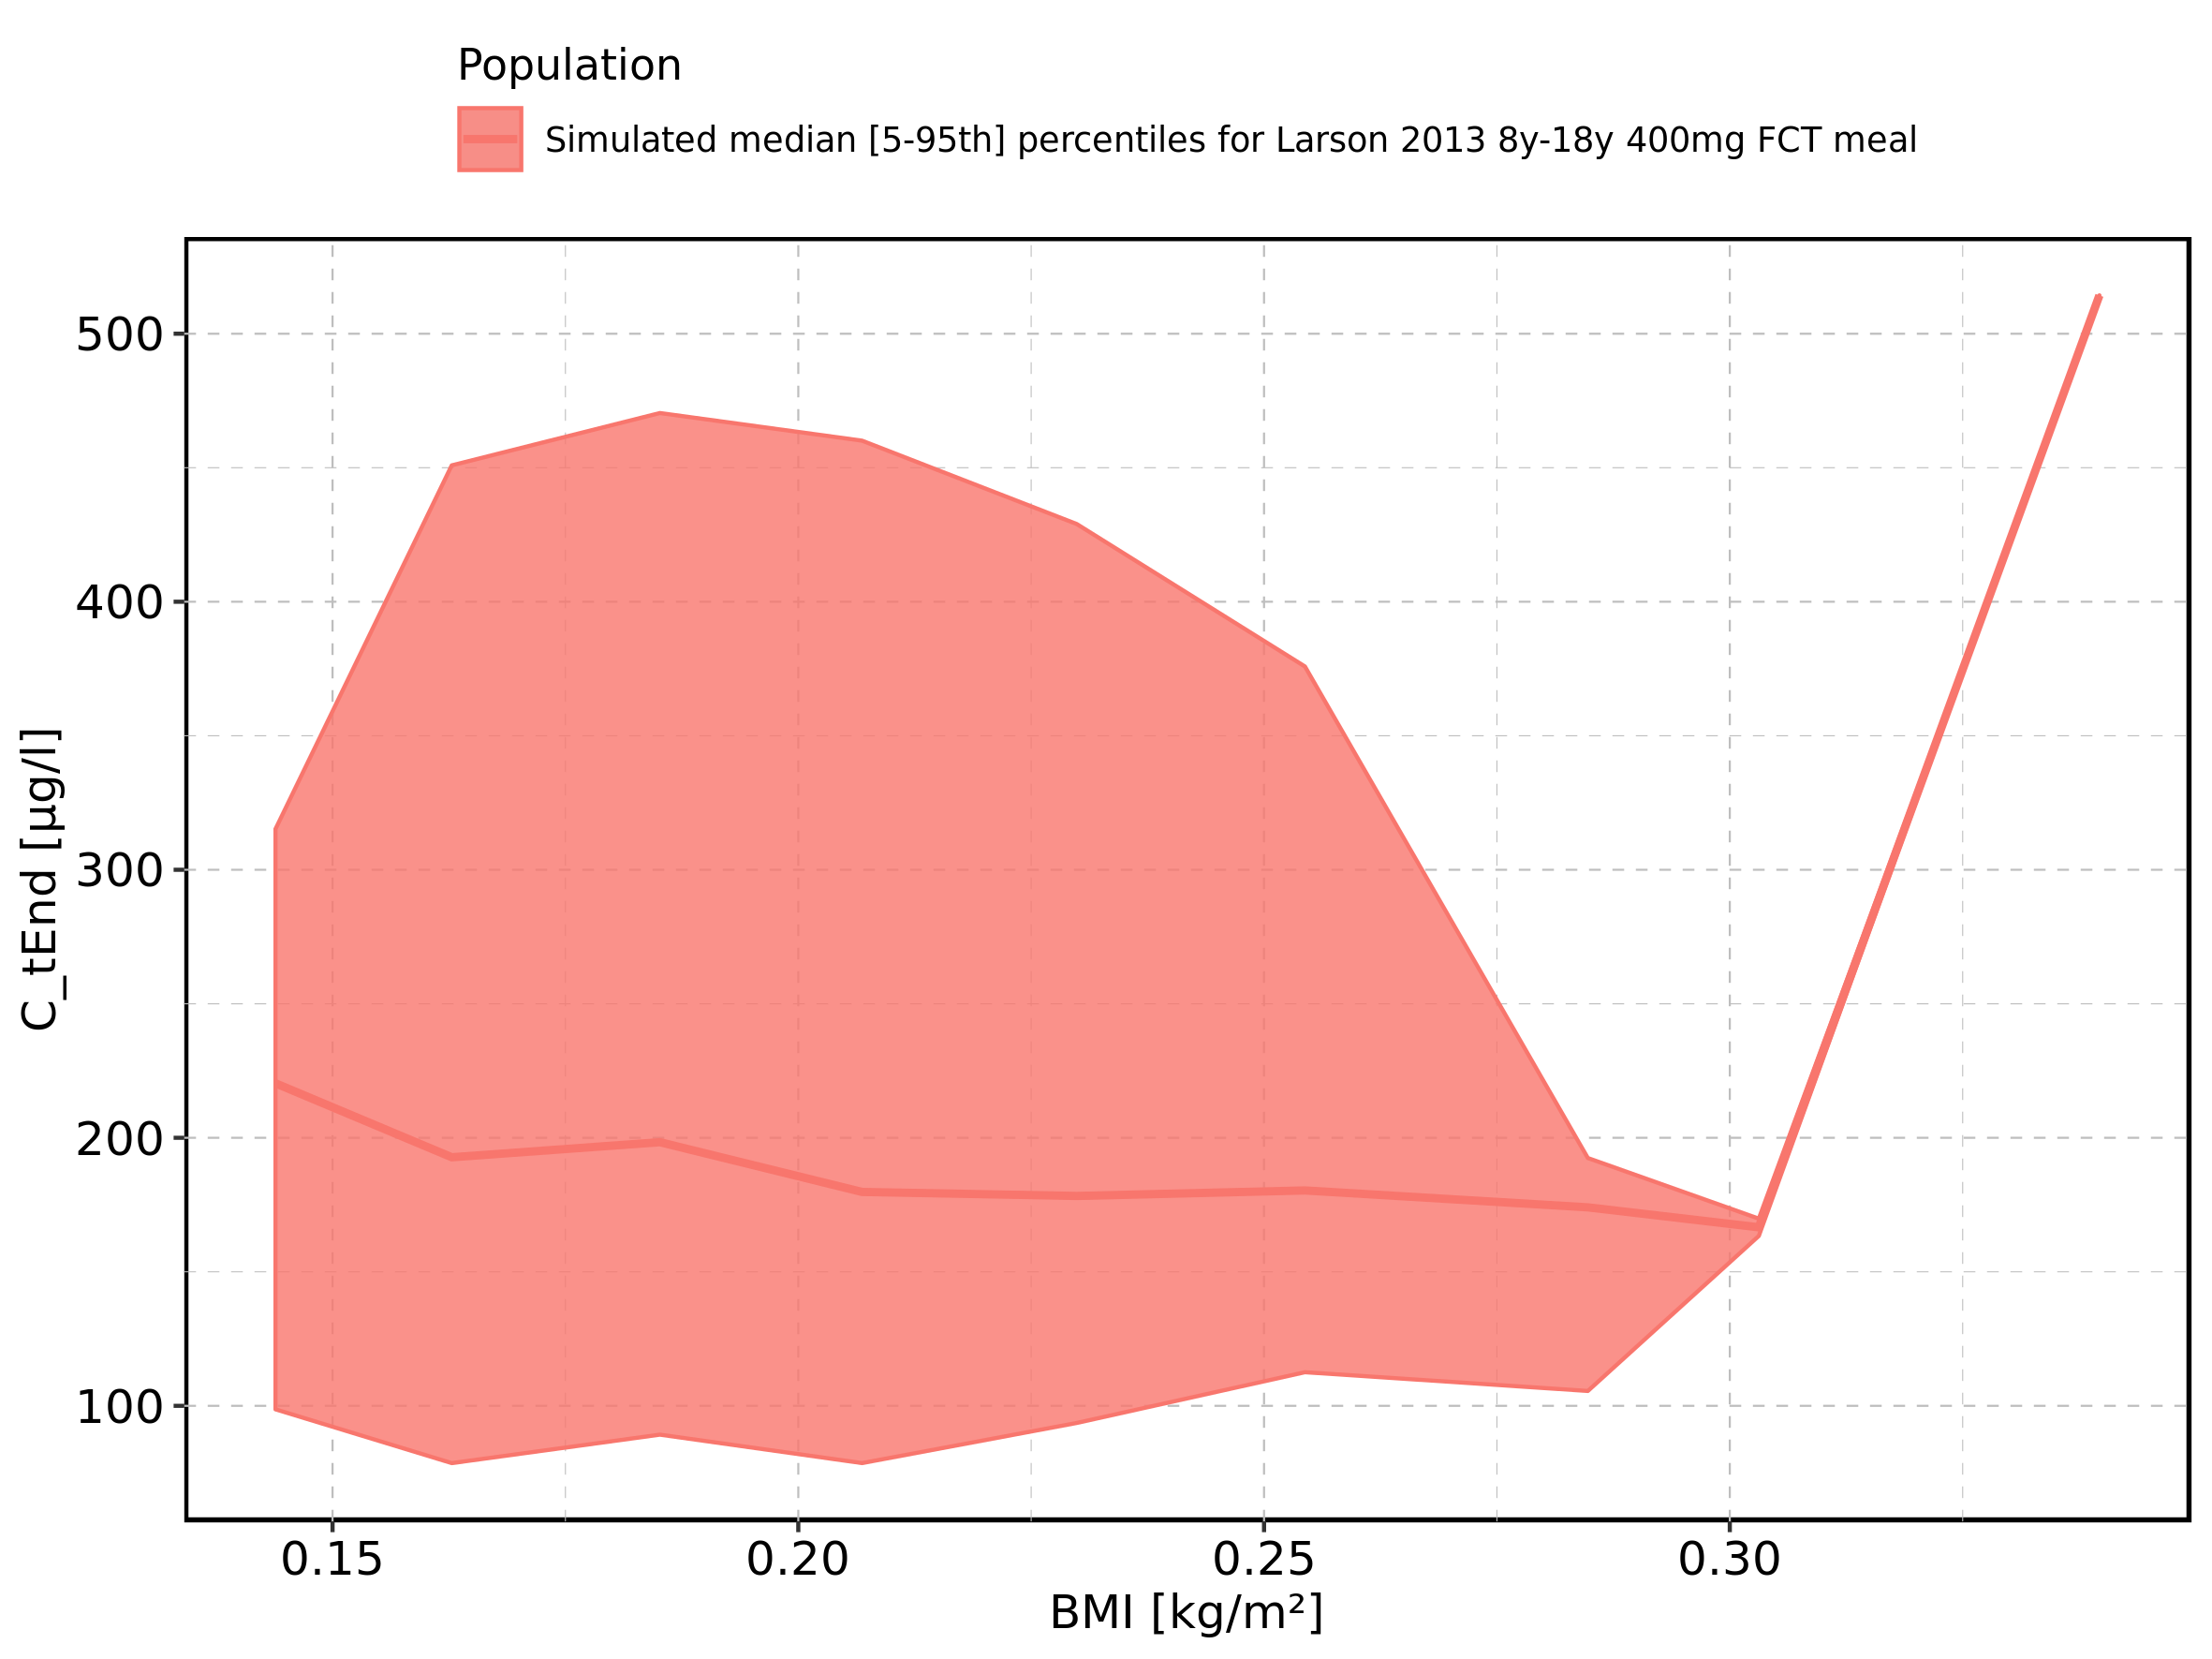 Population
Simulated median [5-95th] percentiles for Larson 2013 8y-18y 400mg FCT meal
500
400
300
200
100
C_tEnd [µg/l]
0.15 0.20 0.25 0.30
BMI [kg/m²]